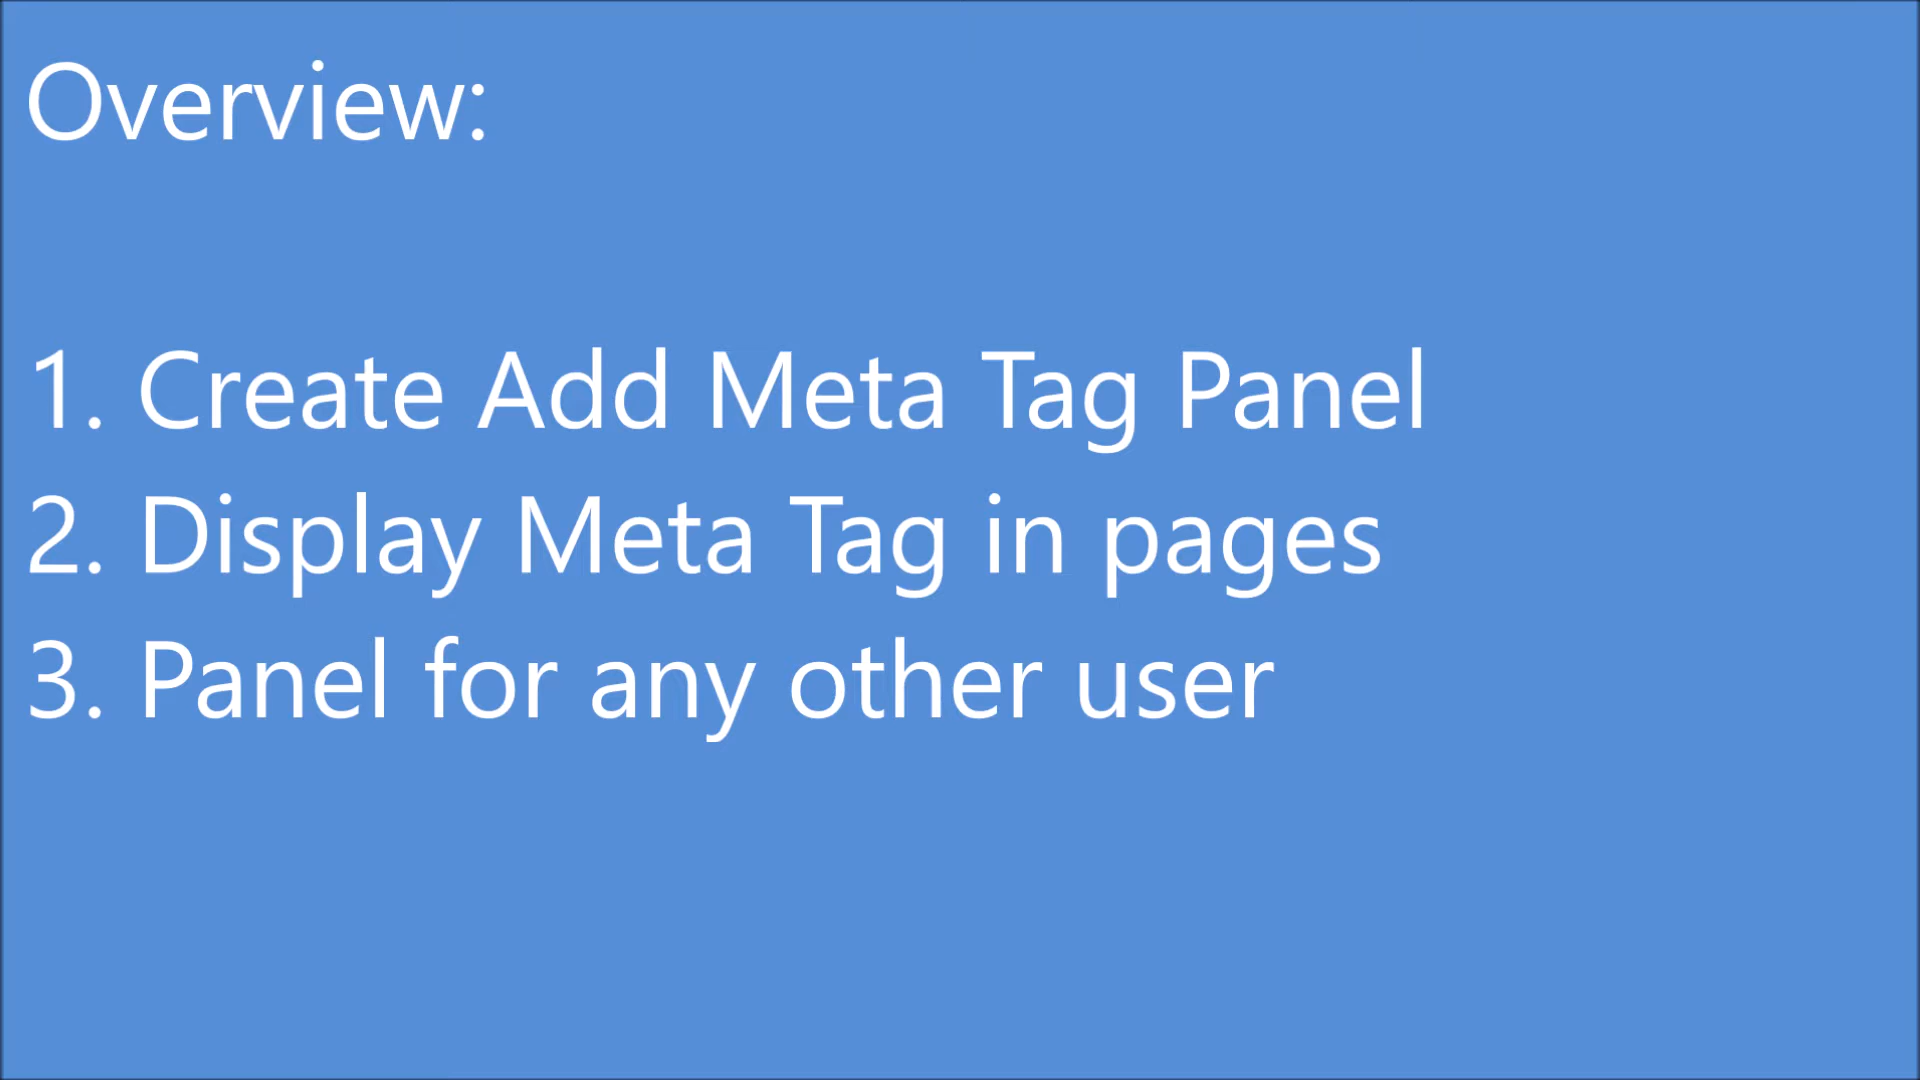 Overview:
1. Create Add Meta Tag Panel
2. Display Meta Tag in pages
3. Panel for any other user